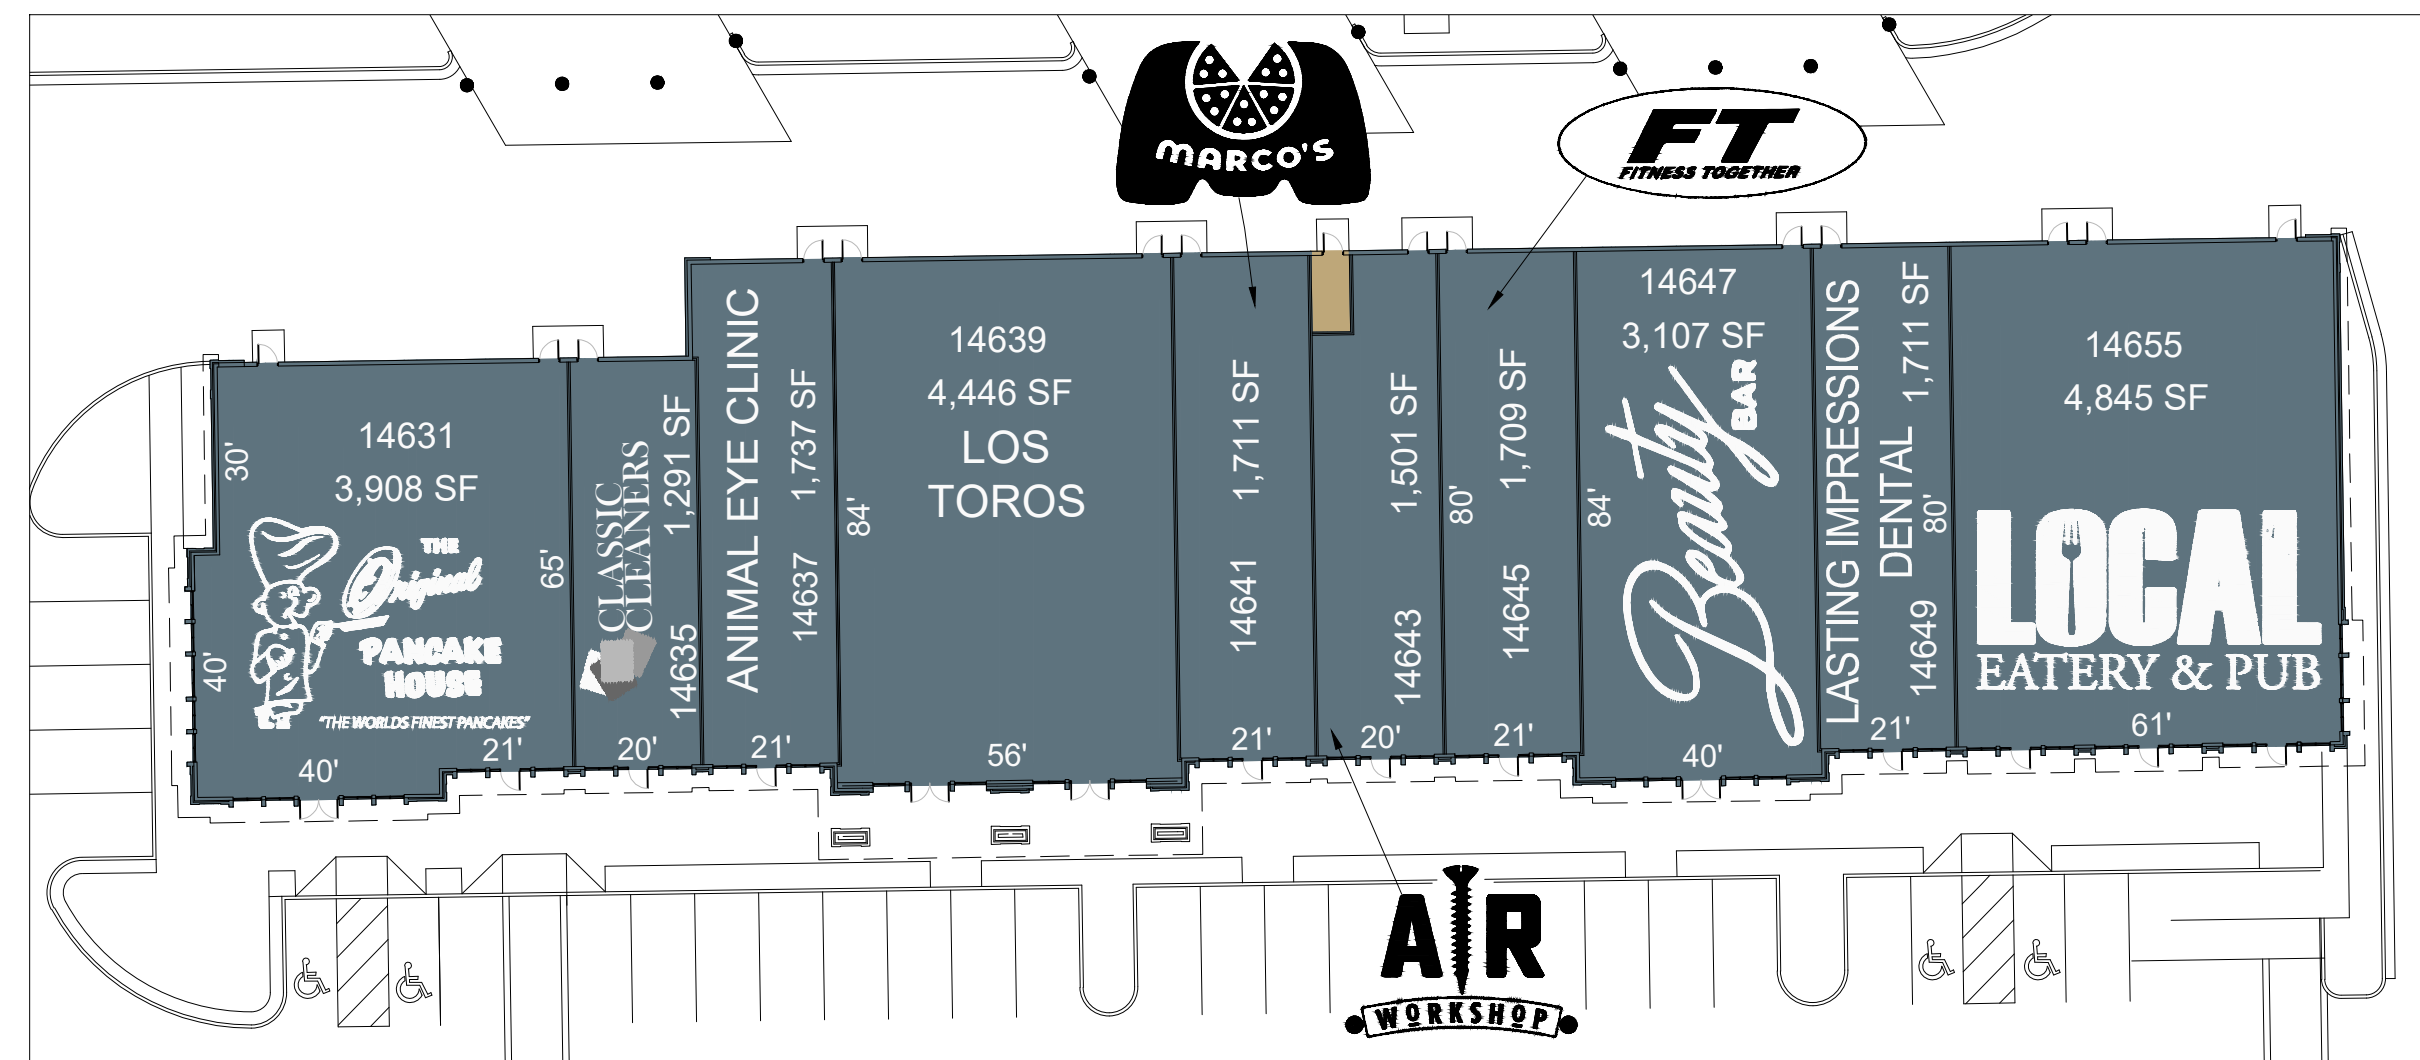 MARCO'S
FT
FITNESS TOGETHER
14631
3,908 SF
30'
40'
65'
THE
Original
PANCAKE
HOUSE
"THE WORLDS FINEST PANCAKES"
40'
21'
CLASSIC
CLEANERS
14635 1,291 SF
20'
ANIMAL EYE CLINIC
14637 1,737 SF
21'
84'
14639
4,446 SF
LOS
TOROS
56'
14641 1,711 SF
21'
14643 1,501 SF
20'
80'
14645 1,709 SF
21'
84'
14647
3,107 SF
Beauty
BAR
40'
LASTING IMPRESSIONS
DENTAL
14649 1,711 SF
80'
21'
14655
4,845 SF
LOCAL
EATERY & PUB
61'
AR
WORKSHOP